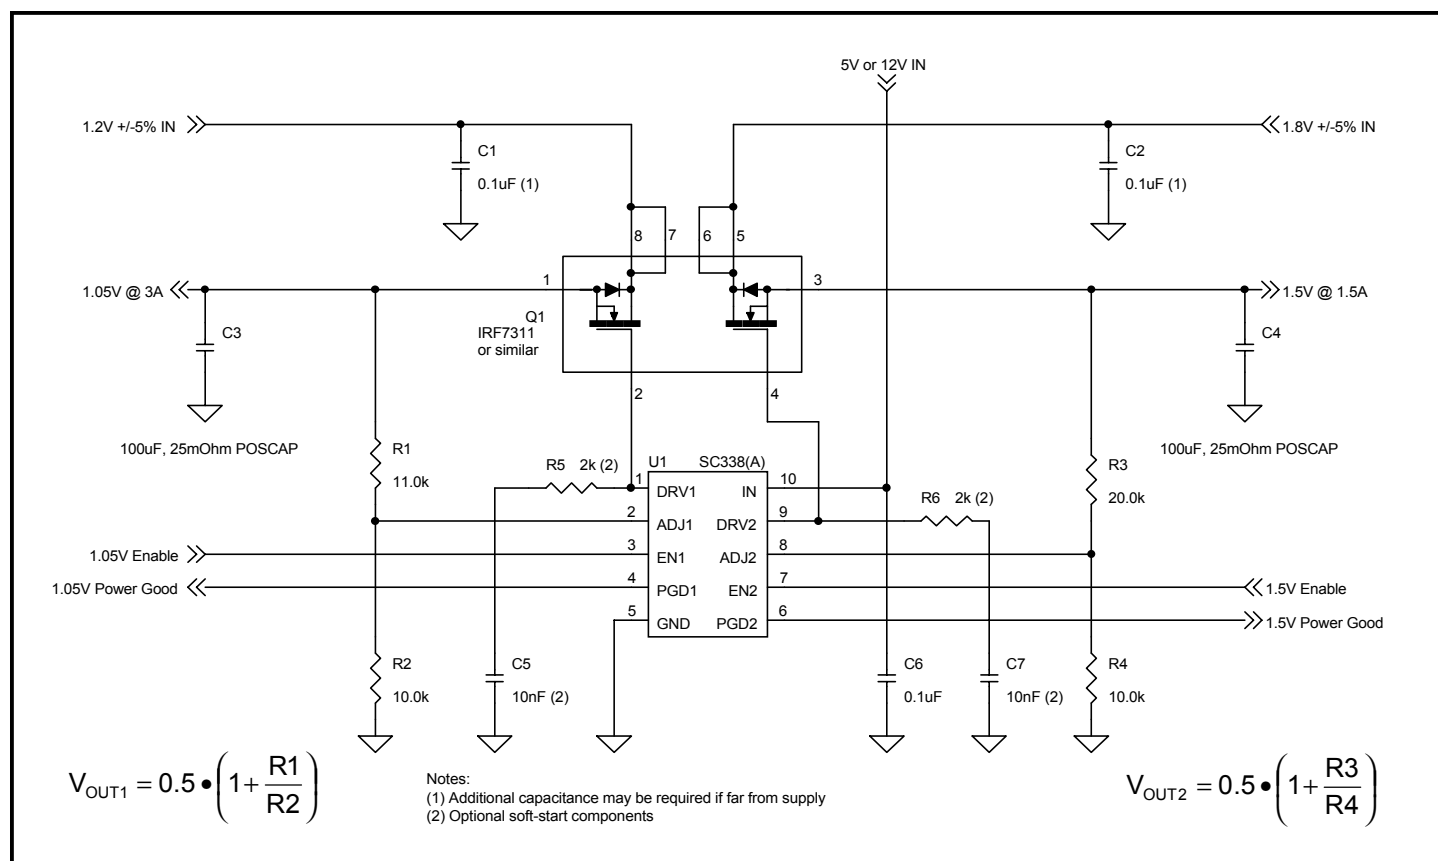 5V or 12V IN
1.2V +/-5% IN
1.8V +/-5% IN
C1
0.1uF (1)
C2
0.1uF (1)
8
7
6
5
1.05V @ 3A
1
3
1.5V @ 1.5A
C3
Q1
IRF7311
or similar
C4
2
4
100uF, 25mOhm POSCAP
100uF, 25mOhm POSCAP
R1
11.0k
R5 2k (2)
U1
SC338(A)
R3
20.0k
1
DRV1
IN
10
R6 2k (2)
2
ADJ1
DRV2
9
1.05V Enable
3
EN1
ADJ2
8
1.05V Power Good
4
PGD1
EN2
7
1.5V Enable
5
GND
PGD2
6
1.5V Power Good
R2
10.0k
C5
10nF (2)
C6
0.1uF
C7
10nF (2)
R4
10.0k
VOUT1 = 0.5 • (1 + R1/R2)
Notes:
(1) Additional capacitance may be required if far from supply
(2) Optional soft-start components
VOUT2 = 0.5 • (1 + R3/R4)